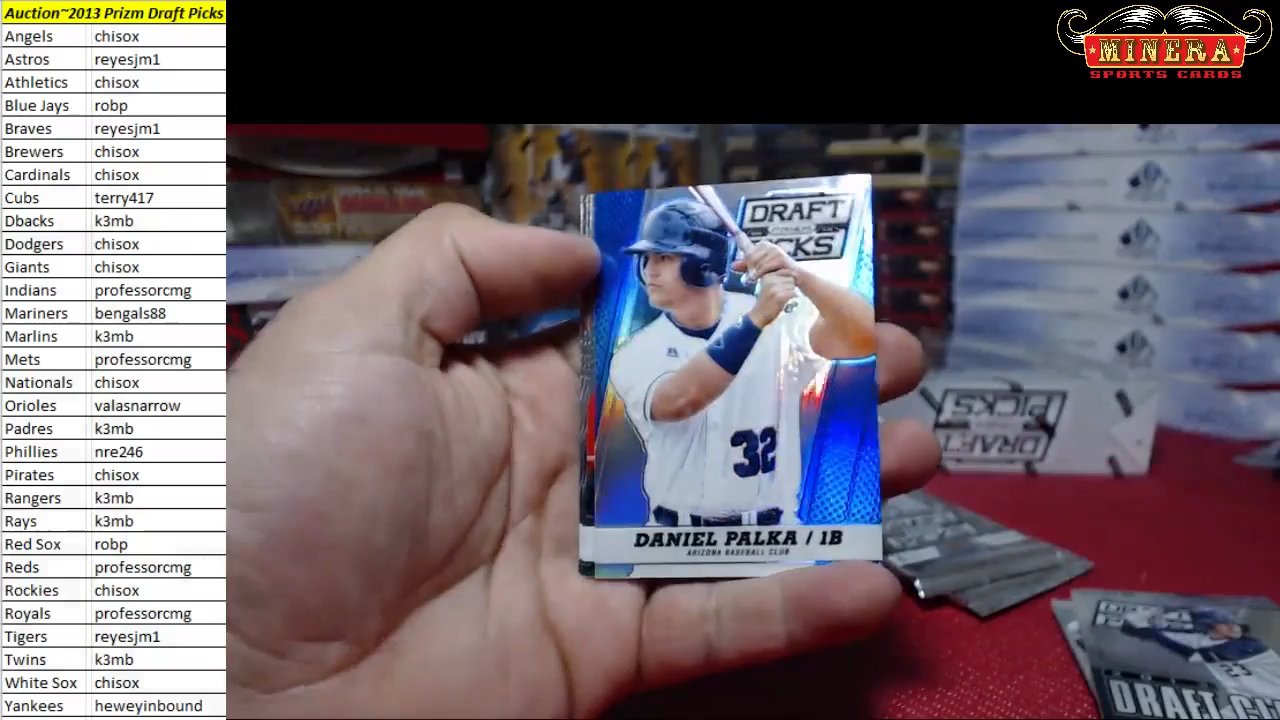 Auction~2013 Prizm Draft Picks
Angels chisox
Astros reyesjm1
Athletics chisox
Blue Jays robp
Braves reyesjm1
Brewers chisox
Cardinals chisox
Cubs terry417
Dbacks k3mb
Dodgers chisox
Giants chisox
Indians professorcmg
Mariners bengals88
Marlins k3mb
Mets professorcmg
Nationals chisox
Orioles valasnarrow
Padres k3mb
Phillies nre246
Pirates chisox
Rangers k3mb
Rays k3mb
Red Sox robp
Reds professorcmg
Rockies chisox
Royals professorcmg
Tigers reyesjm1
Twins k3mb
White Sox chisox
Yankees heweyinbound
MINERA
SPORTS CARDS
DRAFT
PICKS
32
DANIEL PALKA / 1B
ARIZONA BASEBALL CLUB
DRAFT
PICKS
33
DRAFT